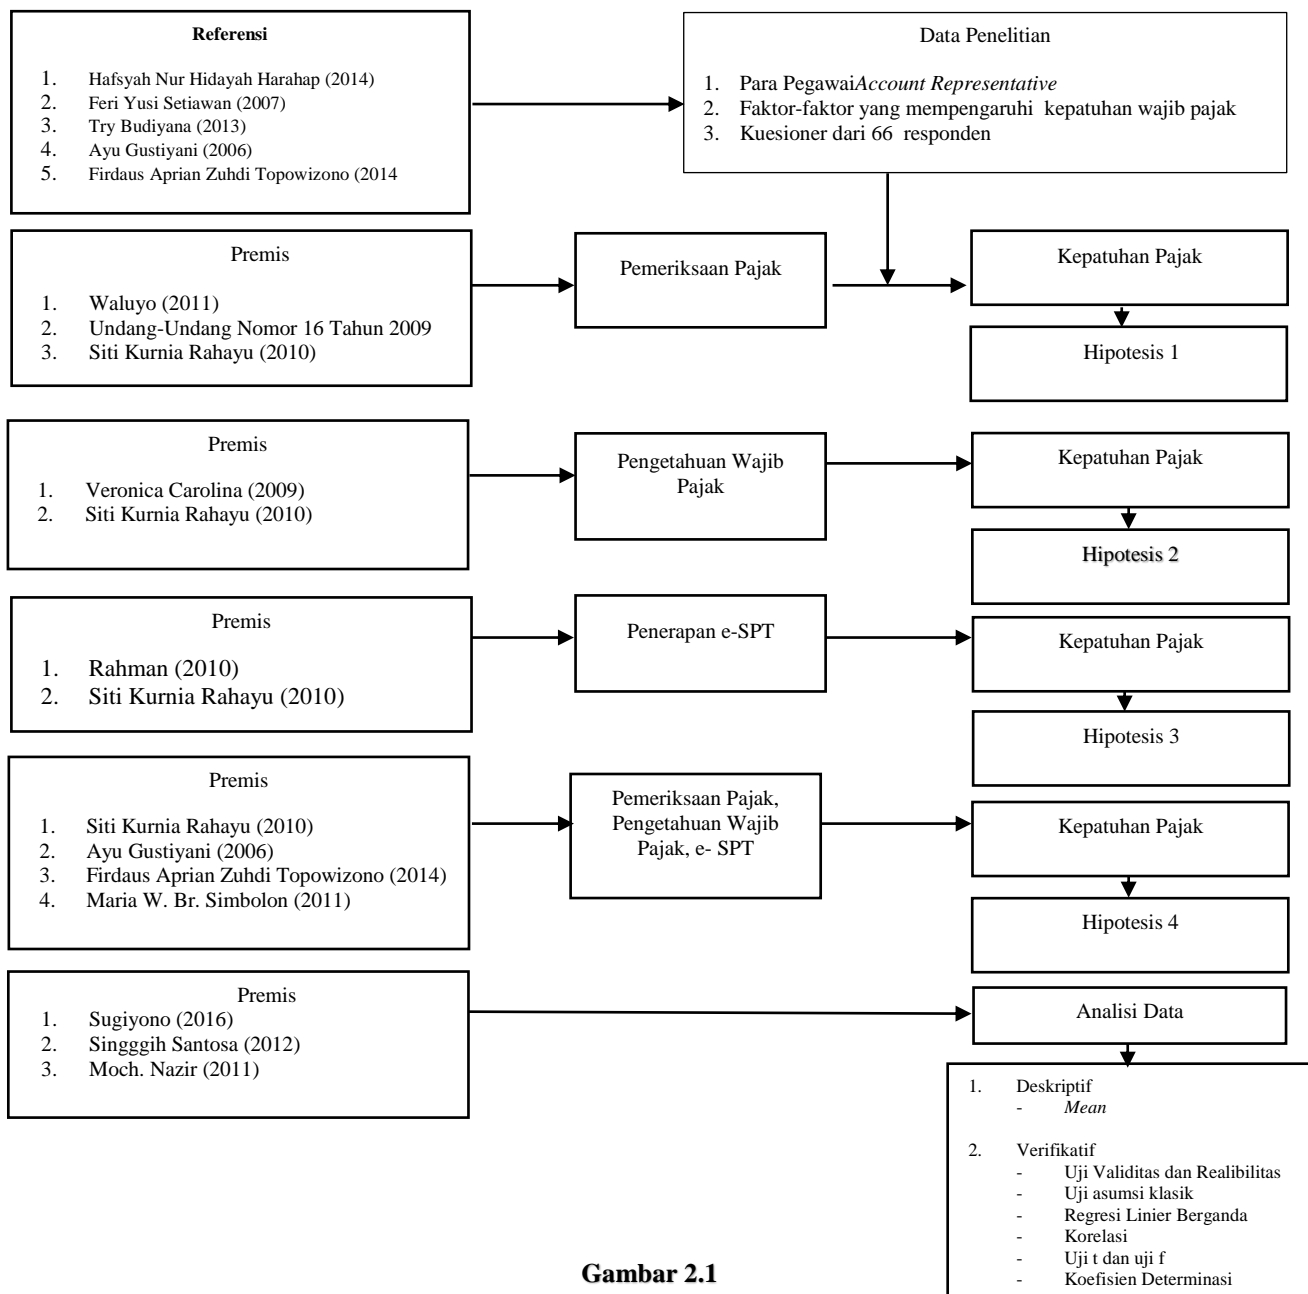 Referensi
1. Hafsyah Nur Hidayah Harahap (2014)
2. Feri Yusi Setiawan (2007)
3. Try Budiyana (2013)
4. Ayu Gustiyani (2006)
5. Firdaus Aprian Zuhdi Topowizono (2014
Data Penelitian
1. Para PegawaiAccount Representative
2. Faktor-faktor yang mempengaruhi kepatuhan wajib pajak
3. Kuesioner dari 66 responden
Premis
1. Waluyo (2011)
2. Undang-Undang Nomor 16 Tahun 2009
3. Siti Kurnia Rahayu (2010)
Pemeriksaan Pajak
Kepatuhan Pajak
Hipotesis 1
Premis
1. Veronica Carolina (2009)
2. Siti Kurnia Rahayu (2010)
Pengetahuan Wajib
Pajak
Kepatuhan Pajak
Hipotesis 2
Premis
1. Rahman (2010)
2. Siti Kurnia Rahayu (2010)
Penerapan e-SPT
Kepatuhan Pajak
Hipotesis 3
Premis
1. Siti Kurnia Rahayu (2010)
2. Ayu Gustiyani (2006)
3. Firdaus Aprian Zuhdi Topowizono (2014)
4. Maria W. Br. Simbolon (2011)
Pemeriksaan Pajak,
Pengetahuan Wajib
Pajak, e- SPT
Kepatuhan Pajak
Hipotesis 4
Premis
1. Sugiyono (2016)
2. Singggih Santosa (2012)
3. Moch. Nazir (2011)
Analisi Data
1. Deskriptif
- Mean
2. Verifikatif
- Uji Validitas dan Realibilitas
- Uji asumsi klasik
- Regresi Linier Berganda
- Korelasi
- Uji t dan uji f
- Koefisien Determinasi
Gambar 2.1